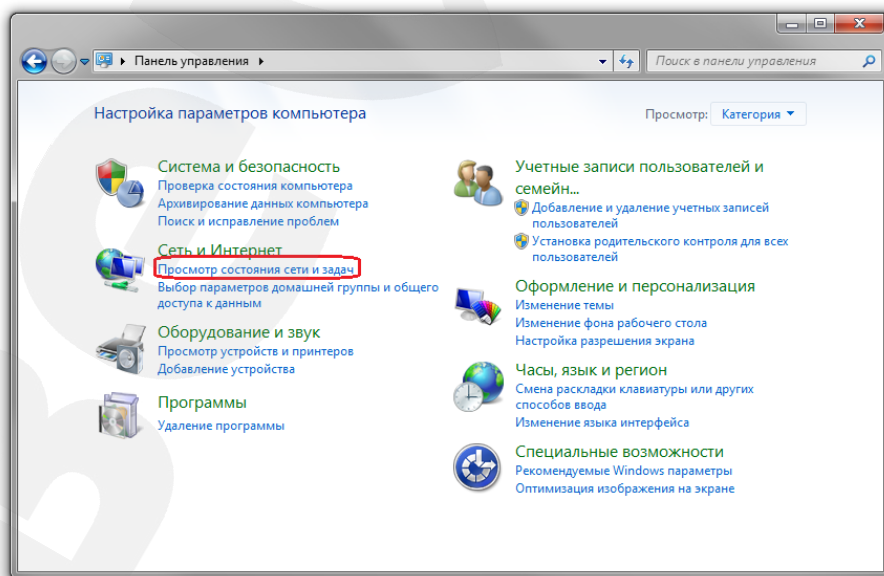 Панель управления
Поиск в панели управления
Настройка параметров компьютера
Просмотр: Категория
Система и безопасность
Проверка состояния компьютера
Архивирование данных компьютера
Поиск и исправление проблем
Сеть и Интернет
Просмотр состояния сети и задач
Выбор параметров домашней группы и общего
доступа к данным
Оборудование и звук
Просмотр устройств и принтеров
Добавление устройства
Программы
Удаление программы
Учетные записи пользователей и
семейн...
Добавление и удаление учетных записей
пользователей
Установка родительского контроля для всех
пользователей
Оформление и персонализация
Изменение темы
Изменение фона рабочего стола
Настройка разрешения экрана
Часы, язык и регион
Смена раскладки клавиатуры или других
способов ввода
Изменение языка интерфейса
Специальные возможности
Рекомендуемые Windows параметры
Оптимизация изображения на экране